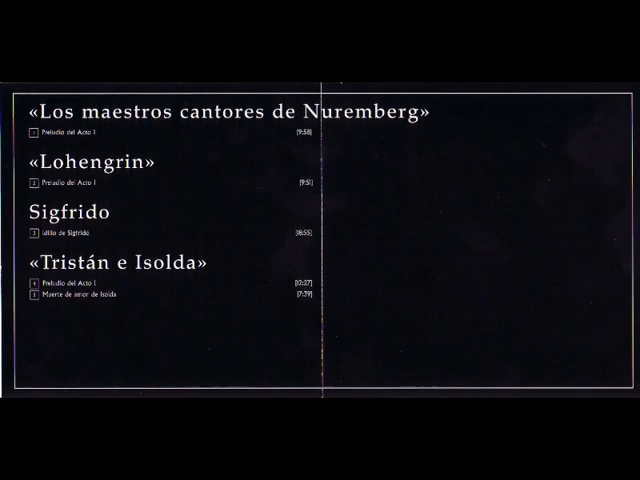 «Los maestros cantores de Nuremberg»
1 Preludio del Acto I [9:58]
«Lohengrin»
2 Preludio del Acto I [9:51
Sigfrido
3 Idilio de Sigfrido [18:55]
«Tristán e Isolda»
4 Preludio del Acto I [12:27]
5 Muerte de amor de Isolda [7:39]